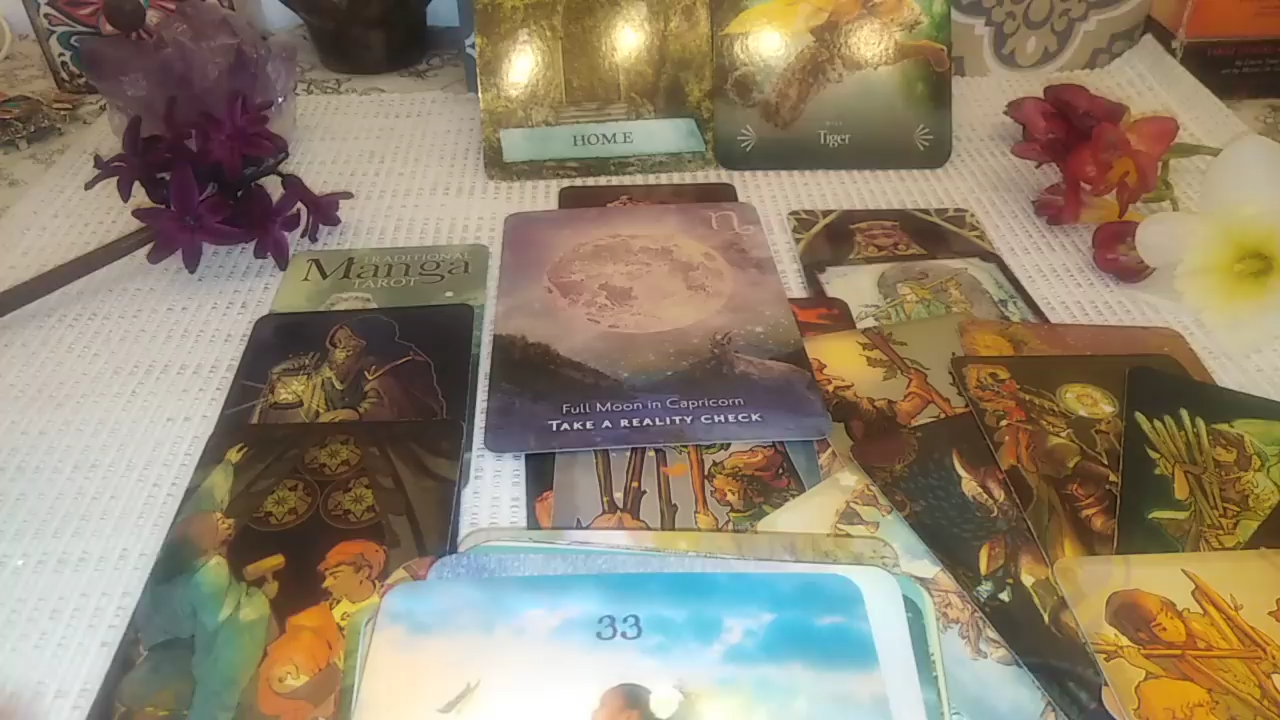 HOME
Tiger
TRADITIONAL
Manga
TAROT
Full Moon in Capricorn
TAKE A REALITY CHECK
33